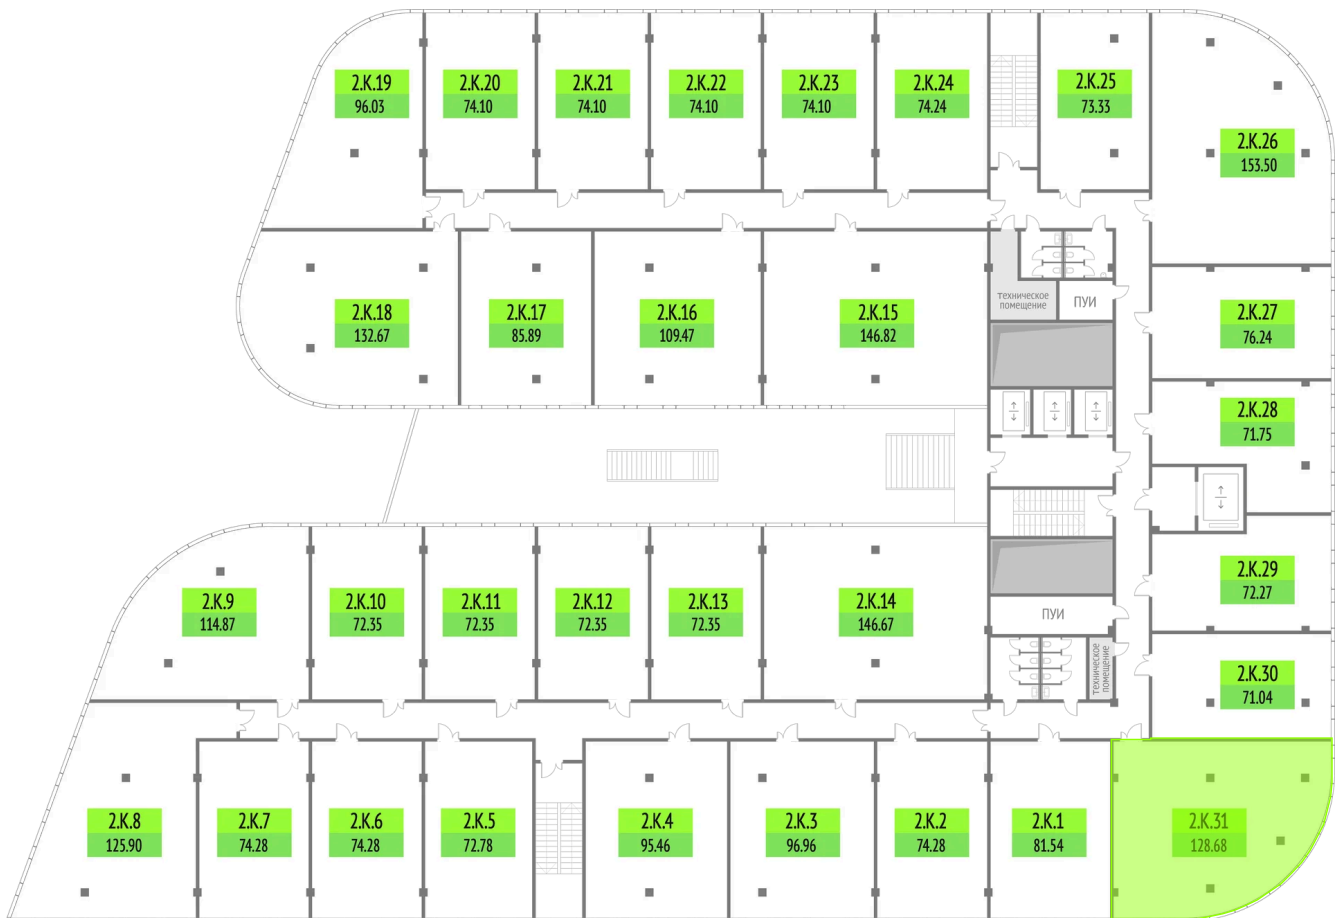 2.K.19
96.03
2.K.20
74.10
2.K.21
74.10
2.K.22
74.10
2.K.23
74.10
2.K.24
74.24
2.K.25
73.33
2.K.26
153.50
2.K.18
132.67
2.K.17
85.89
2.K.16
109.47
2.K.15
146.82
техническое
помещение
ПУИ
2.K.27
76.24
2.K.28
71.75
2.K.9
114.87
2.K.10
72.35
2.K.11
72.35
2.K.12
72.35
2.K.13
72.35
2.K.14
146.67
ПУИ
техническое
помещение
2.K.29
72.27
2.K.30
71.04
2.K.8
125.90
2.K.7
74.28
2.K.6
74.28
2.K.5
72.78
2.K.4
95.46
2.K.3
96.96
2.K.2
74.28
2.K.1
81.54
2.K.31
128.68